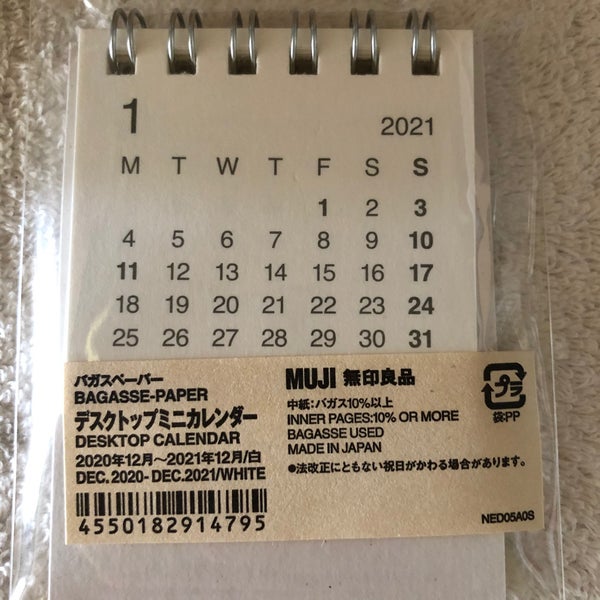 1
2021
M T W T F S S
1 2 3
4 5 6 7 8 9 10
11 12 13 14 15 16 17
18 19 20 21 22 23 24
25 26 27 28 29 30 31
バガスペーパー
BAGASSE-PAPER
デスクトップミニカレンダー
DESKTOP CALENDAR
2020年12月~2021年12月/白
DEC.2020- DEC.2021/WHITE
4550182914795
MUJI 無印良品
中紙:バガス10%以上
INNER PAGES:10% OR MORE
BAGASSE USED
MADE IN JAPAN
●法改正にともない祝日がかわる場合があります。
プラ
袋:PP
NED05A0S